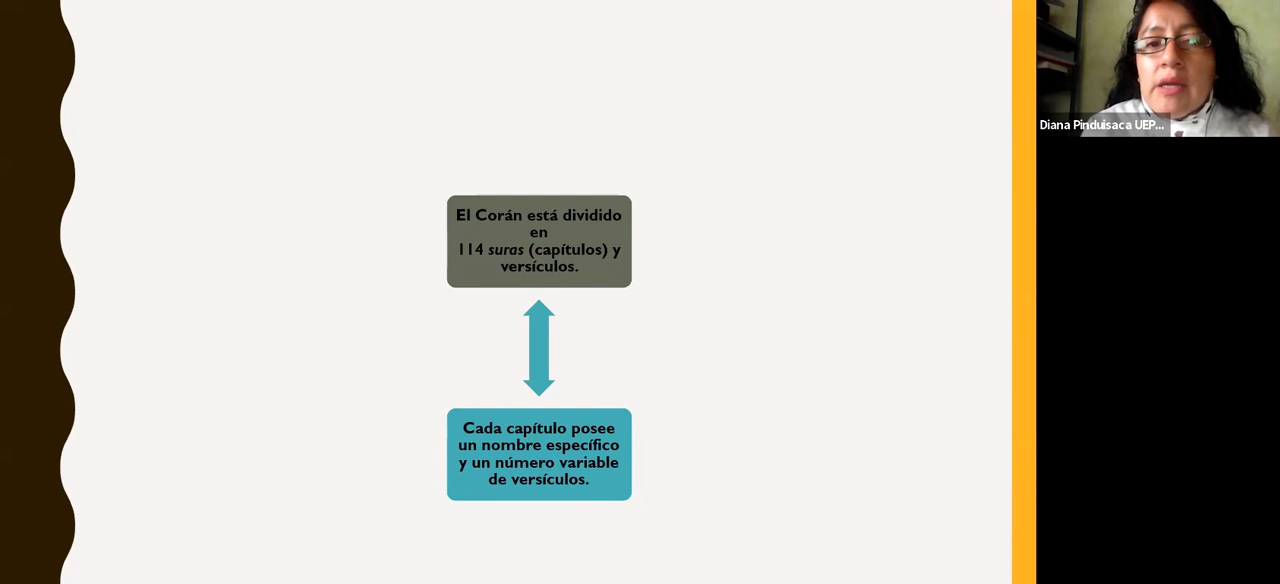 El Corán está dividido
en
114 suras (capítulos) y
versículos.
Cada capítulo posee
un nombre específico
y un número variable
de versículos.
Diana Pinduisaca UEP...